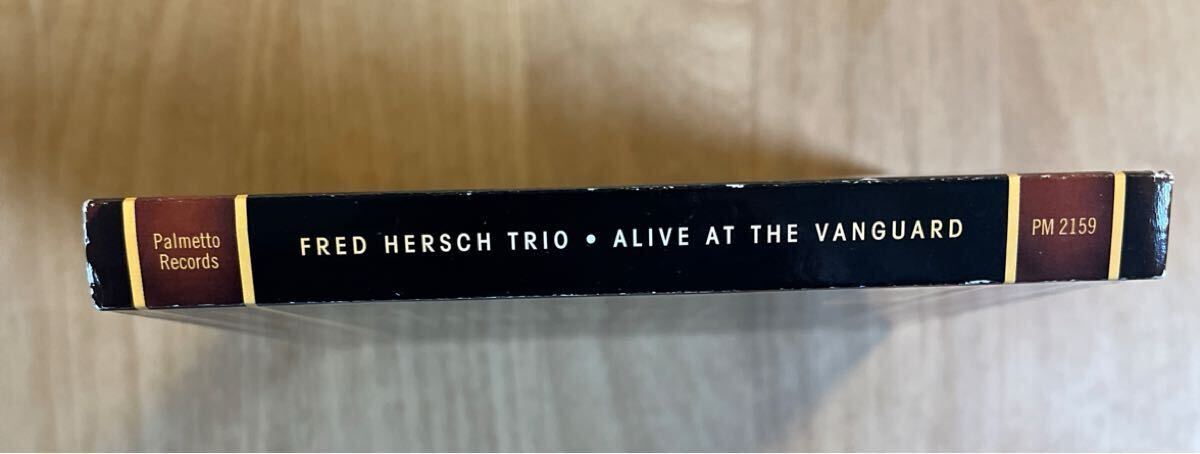 Palmetto
Records
FRED HERSCH TRIO • ALIVE AT THE VANGUARD
PM 2159